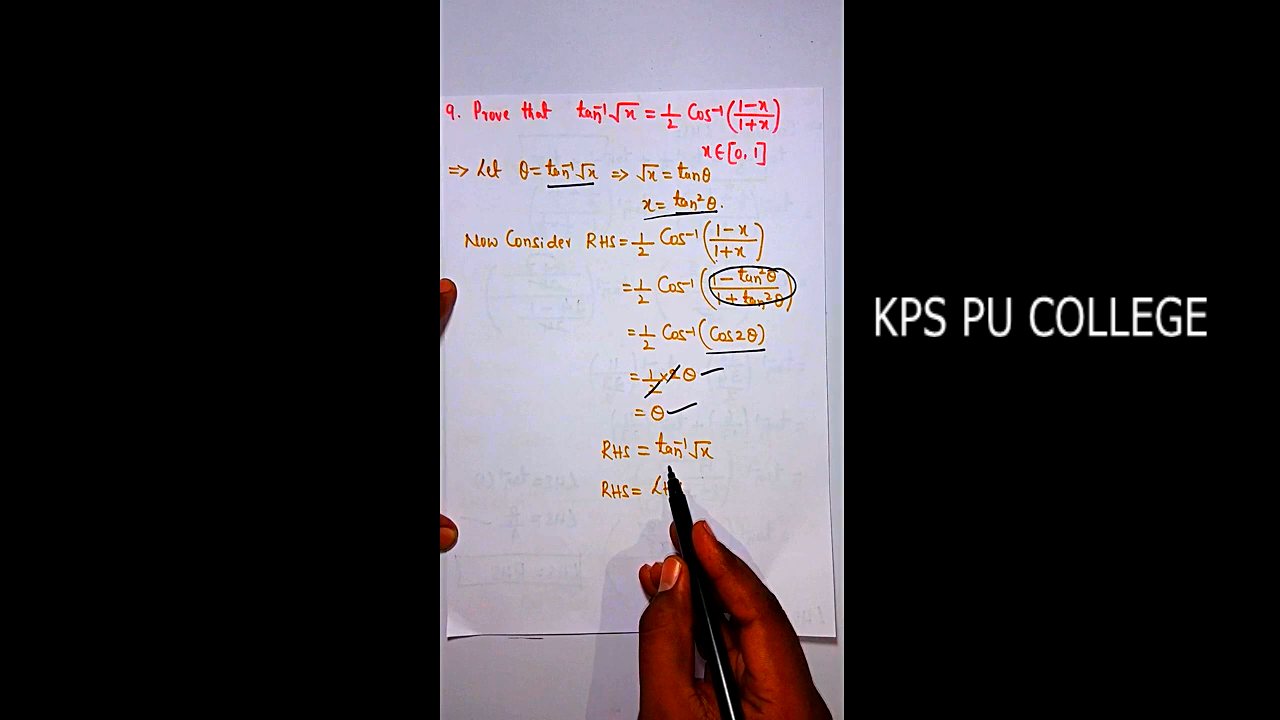 9. Prove that tan⁻¹√x = 1/2 Cos⁻¹(1-x/1+x)
x∈[0,1]
=> Let θ = tan⁻¹√x => √x = tanθ
x = tan²θ.
Now Consider RHS = 1/2 Cos⁻¹(1-x/1+x)
= 1/2 Cos⁻¹(1-tan²θ/1+tan²θ)
= 1/2 Cos⁻¹(Cos2θ)
= 1/2 × 2θ
= θ
RHS = tan⁻¹√x
RHS = LHS
KPS PU COLLEGE